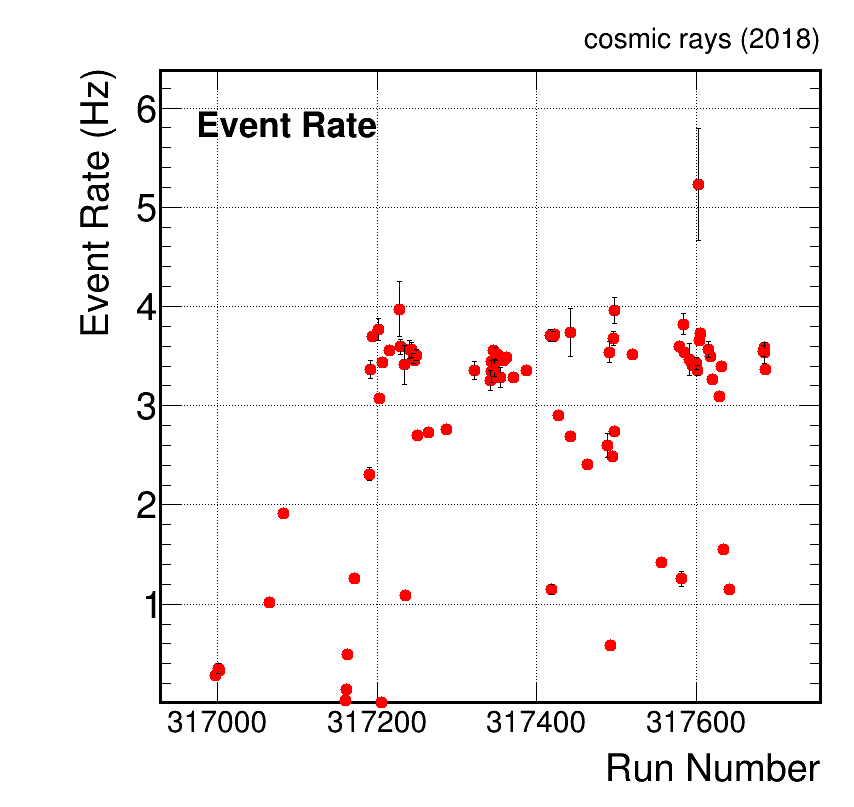 cosmic rays (2018)
Event Rate (Hz)
Event Rate
6
5
4
3
2
1
317000 317200 317400 317600
Run Number